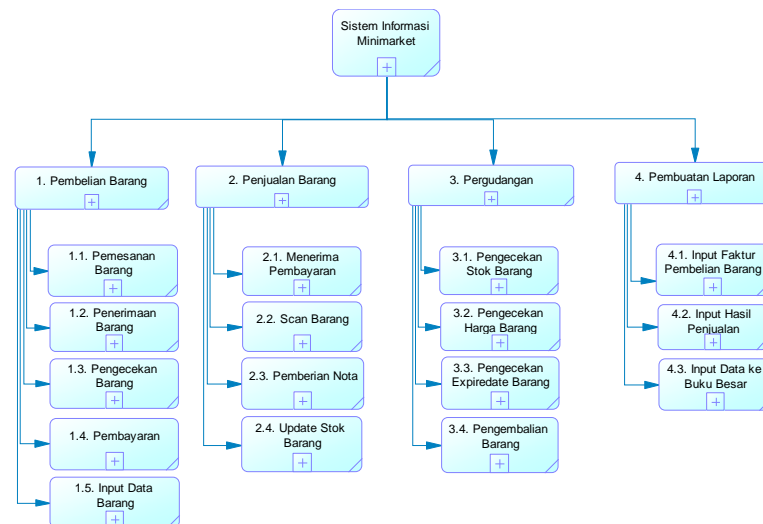 Sistem Informasi
Minimarket
1. Pembelian Barang
2. Penjualan Barang
3. Pergudangan
4. Pembuatan Laporan
1.1. Pemesanan
Barang
1.2. Penerimaan
Barang
1.3. Pengecekan
Barang
1.4. Pembayaran
1.5. Input Data
Barang
2.1. Menerima
Pembayaran
2.2. Scan Barang
2.3. Pemberian Nota
2.4. Update Stok
Barang
3.1. Pengecekan
Stok Barang
3.2. Pengecekan
Harga Barang
3.3. Pengecekan
Expiredate Barang
3.4. Pengembalian
Barang
4.1. Input Faktur
Pembelian Barang
4.2. Input Hasil
Penjualan
4.3. Input Data ke
Buku Besar